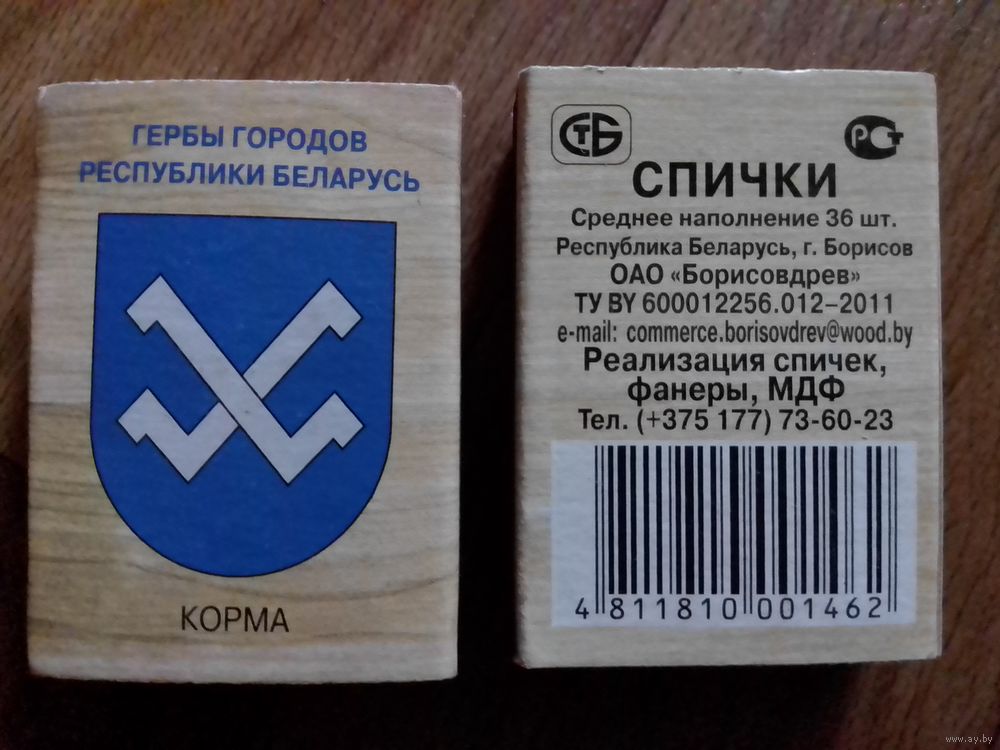 ГЕРБЫ ГОРОДОВ
РЕСПУБЛИКИ БЕЛАРУСЬ
КОРМА
СТБ
РСТ
СПИЧКИ
Среднее наполнение 36 шт.
Республика Беларусь, г. Борисов
ОАО «Борисовдрев»
ТУ BY 600012256.012–2011
e-mail: commerce.borisovdrev@wood.by
Реализация спичек,
фанеры, МДФ
Тел. (+375 177) 73-60-23
4 811810 001462
www.ay.by